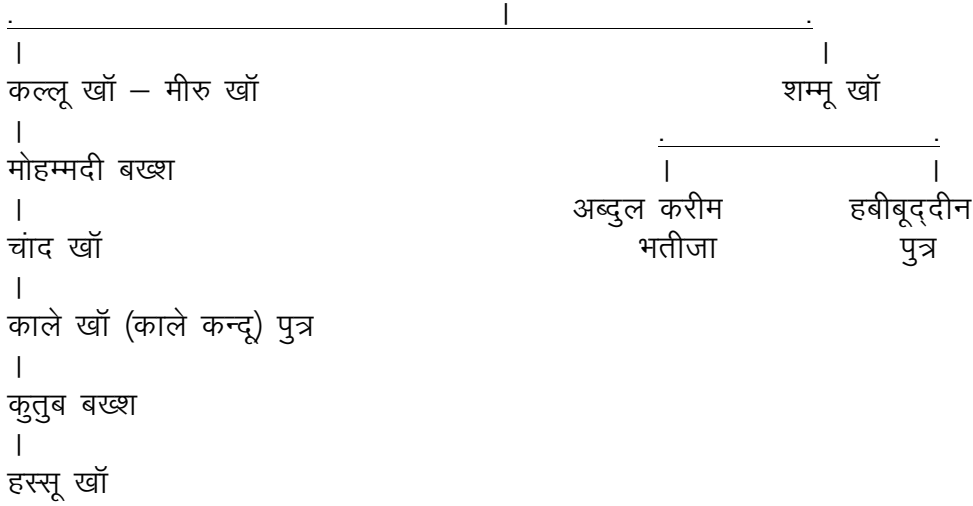 कल्लू खॉ – मीरु खॉ शम्मू खॉ
मोहम्मदी बख्श
अब्दुल करीम हबीबूद्दीन
चांद खॉ भतीजा पुत्र
काले खॉ (काले कन्दू) पुत्र
कुतुब बख्श
हस्सू खॉ